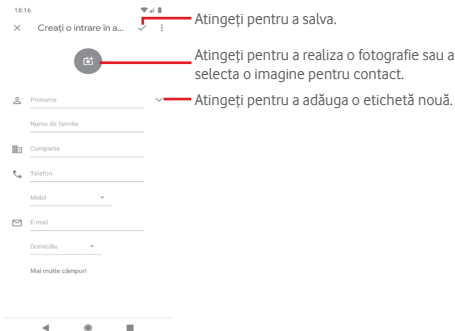 18:16
Creați o intrare în a...
Atingeți pentru a salva.
Atingeți pentru a realiza o fotografie sau a
selecta o imagine pentru contact.
Prenume
Atingeți pentru a adăuga o etichetă nouă.
Nume de familie
Companie
Telefon
Mobil
E-mail
Domiciliu
Mai multe câmpuri